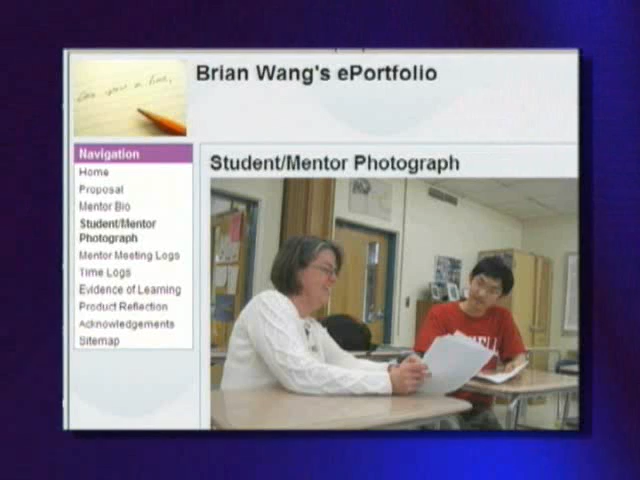 Brian Wang's ePortfolio
Navigation
Home
Proposal
Mentor Bio
Student/Mentor
Photograph
Mentor Meeting Logs
Time Logs
Evidence of Learning
Product Reflection
Acknowledgements
Sitemap
Student/Mentor Photograph